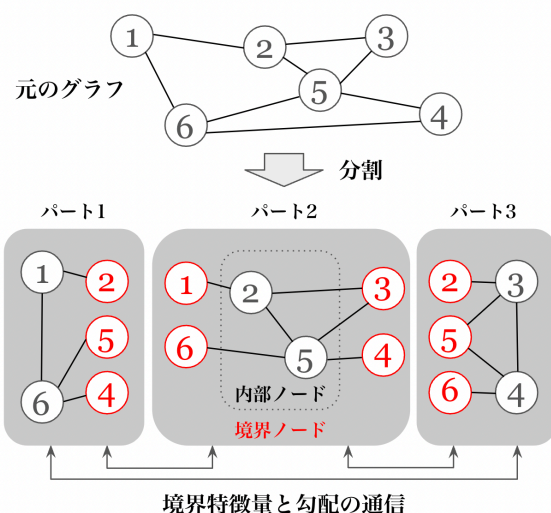 1
2
3
元のグラフ
5
4
6
分割
パート1 パート2 パート3
1 2 5 6 4
1 2 3 6 5 4
2 3 5 6 4
内部ノード
境界ノード
境界特徴量と勾配の通信